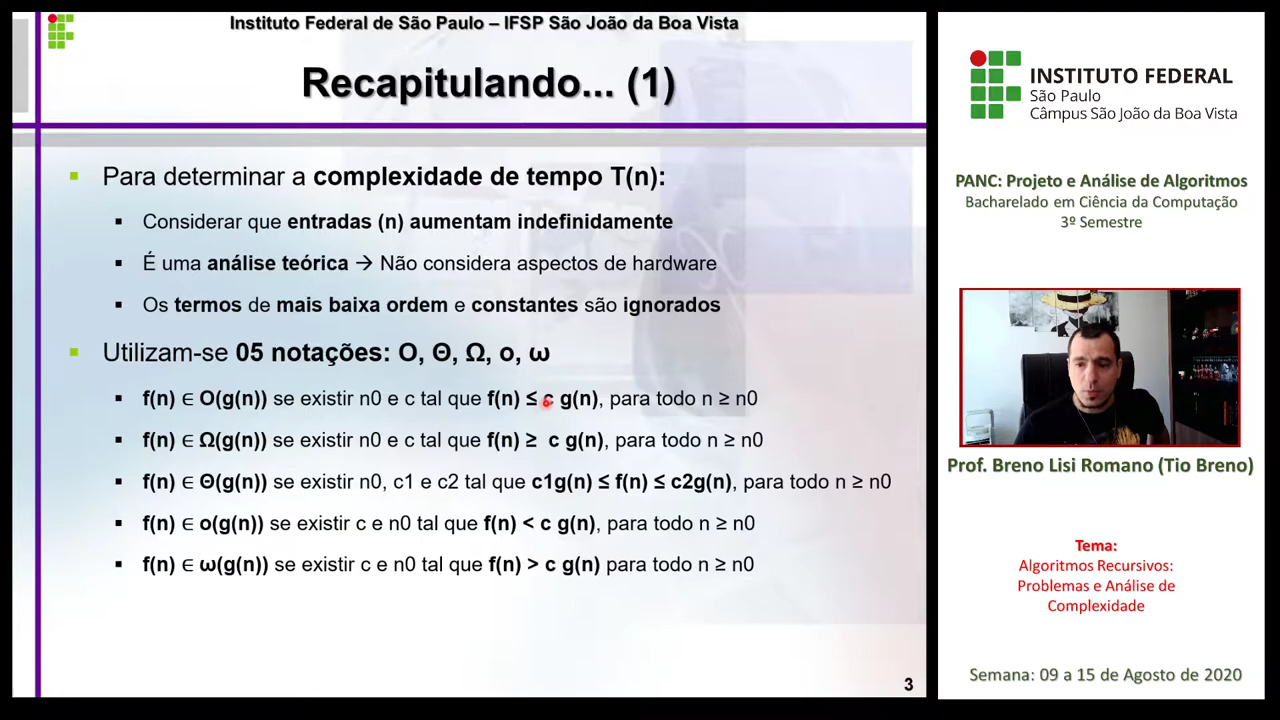 Instituto Federal de São Paulo – IFSP São João da Boa Vista
Recapitulando... (1)
Para determinar a complexidade de tempo T(n):
Considerar que entradas (n) aumentam indefinidamente
É uma análise teórica → Não considera aspectos de hardware
Os termos de mais baixa ordem e constantes são ignorados
Utilizam-se 05 notações: O, Θ, Ω, o, ω
f(n) ∈ O(g(n)) se existir n0 e c tal que f(n) ≤ c g(n), para todo n ≥ n0
f(n) ∈ Ω(g(n)) se existir n0 e c tal que f(n) ≥ c g(n), para todo n ≥ n0
f(n) ∈ Θ(g(n)) se existir n0, c1 e c2 tal que c1g(n) ≤ f(n) ≤ c2g(n), para todo n ≥ n0
f(n) ∈ o(g(n)) se existir c e n0 tal que f(n) < c g(n), para todo n ≥ n0
f(n) ∈ ω(g(n)) se existir c e n0 tal que f(n) > c g(n) para todo n ≥ n0
3
INSTITUTO FEDERAL
São Paulo
Câmpus São João da Boa Vista
PANC: Projeto e Análise de Algoritmos
Bacharelado em Ciência da Computação
3º Semestre
Prof. Breno Lisi Romano (Tio Breno)
Tema:
Algoritmos Recursivos:
Problemas e Análise de
Complexidade
Semana: 09 a 15 de Agosto de 2020